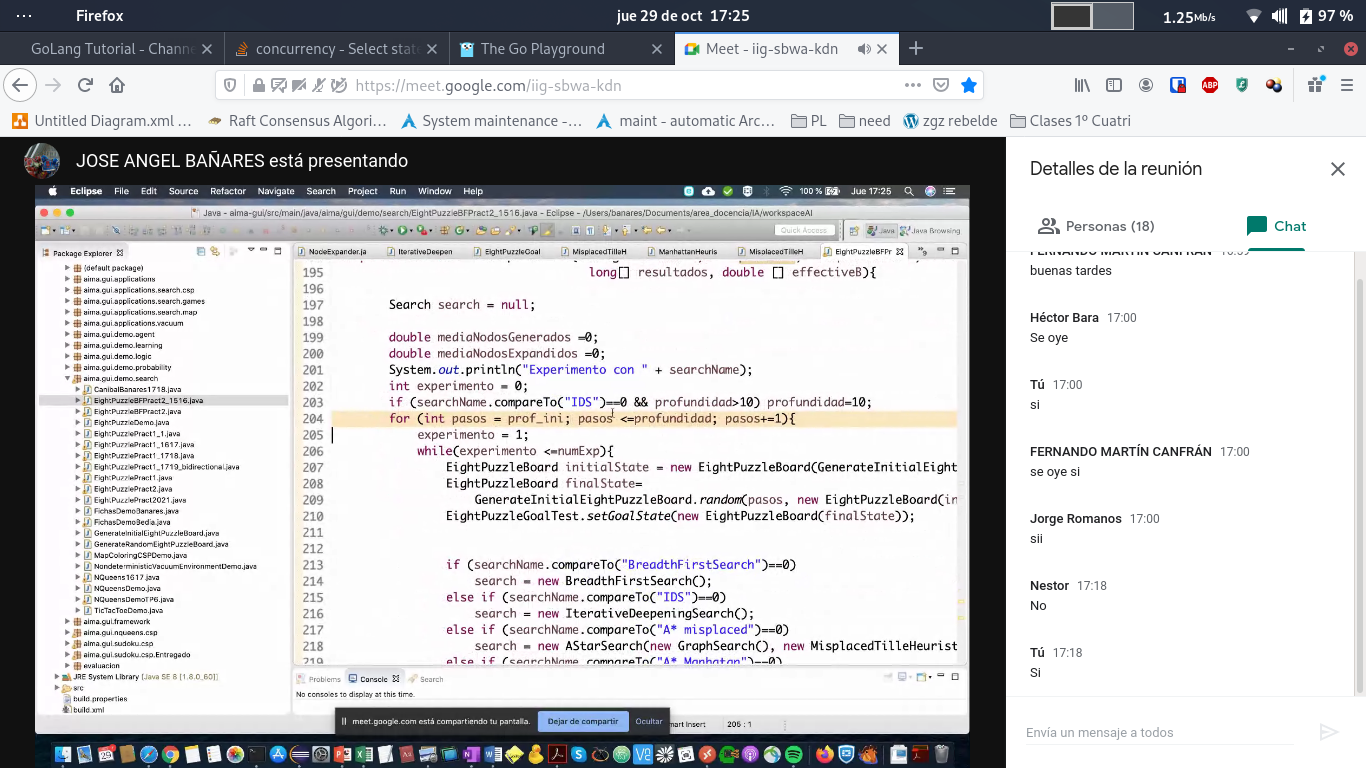 Firefox
jue 29 de oct 17:25
1.25Mb/s
97 %
GoLang Tutorial - Channe
concurrency - Select state
The Go Playground
Meet - iig-sbwa-kdn
https://meet.google.com/iig-sbwa-kdn
Untitled Diagram.xml ...
Raft Consensus Algori...
System maintenance -...
maint - automatic Arc...
PL
need
zgz rebelde
Clases 1º Cuatri
JOSE ANGEL BAÑARES está presentando
Eclipse File Edit Source Refactor Navigate Search Project Run Window Help
100 %
Jue 17:25
Java - aima-gui/src/main/java/aima/gui/demo/search/EightPuzzleBFPract2_1516.java - Eclipse - /Users/banares/Documents/area_docencia/IA/workspaceAI
Quick Access
Java
Java Browsing
Package Explorer
(default package)
aima.gui.applications
aima.gui.applications.search.csp
aima.gui.applications.search.games
aima.gui.applications.search.map
aima.gui.applications.vacuum
aima.gui.demo.agent
aima.gui.demo.learning
aima.gui.demo.logic
aima.gui.demo.probability
aima.gui.demo.search
CanibalBanares1718.java
EightPuzzleBFPract2_1516.java
EightPuzzleBFPract2.java
EightPuzzleDemo.java
EightPuzzlePract1_1.java
EightPuzzlePract1_1617.java
EightPuzzlePract1_1718.java
EightPuzzlePract1_1719_bidirectional.java
EightPuzzlePract1.java
EightPuzzlePract2.java
EightPuzzlePract2021.java
FichasDemoBanares.java
FichasDemoBedia.java
GenerateInitialEightPuzzleBoard.java
GenerateRandomEightPuzzleBoard.java
MapColoringCSPDemo.java
NondeterministicVacuumEnvironmentDemo.java
NQueens1617.java
NQueensDemo.java
NQueensDemoTP6.java
TicTacToeDemo.java
aima.gui.framework
aima.gui.nqueens.csp
aima.gui.sudoku.csp
aima.gui.sudoku.csp.Entregado
evaluacion
JRE System Library [Java SE 8 [1.8.0_60]]
src
build.properties
build.xml
NodeExpander.ja
IterativeDeepen
EightPuzzleGoal
MisplacedTilleH
ManhattanHeuris
MisplacedTilleH
EightPuzzleBFPr
195 long[] resultados, double [] effectiveB){
196
197 Search search = null;
198
199 double mediaNodosGenerados =0;
200 double mediaNodosExpandidos =0;
201 System.out.println("Experimento con " + searchName);
202 int experimento = 0;
203 if (searchName.compareTo("IDS")==0 && profundidad>10) profundidad=10;
204 for (int pasos = prof_ini; pasos <=profundidad; pasos+=1){
205 experimento = 1;
206 while(experimento <=numExp){
207 EightPuzzleBoard initialState = new EightPuzzleBoard(GenerateInitialEight
208 EightPuzzleBoard finalState=
209 GenerateInitialEightPuzzleBoard.random(pasos, new EightPuzzleBoard(in
210 EightPuzzleGoalTest.setGoalState(new EightPuzzleBoard(finalState));
211
212
213 if (searchName.compareTo("BreadthFirstSearch")==0)
214 search = new BreadthFirstSearch();
215 else if (searchName.compareTo("IDS")==0)
216 search = new IterativeDeepeningSearch();
217 else if (searchName.compareTo("A* misplaced")==0)
218 search = new AStarSearch(new GraphSearch(), new MisplacedTilleHeurist
219 else if (searchName.compareTo("A* Manhatan")==0)
Problems
Console
Search
No consoles to display at this time.
meet.google.com está compartiendo tu pantalla.
Dejar de compartir
Ocultar
mart Insert
205 : 1
Detalles de la reunión
Personas (18)
Chat
FERNANDO MARTÍN CANFRÁN 16:59
buenas tardes
Héctor Bara 17:00
Se oye
Tú 17:00
si
FERNANDO MARTÍN CANFRÁN 17:00
se oye si
Jorge Romanos 17:00
sii
Nestor 17:18
No
Tú 17:18
Si
Envía un mensaje a todos